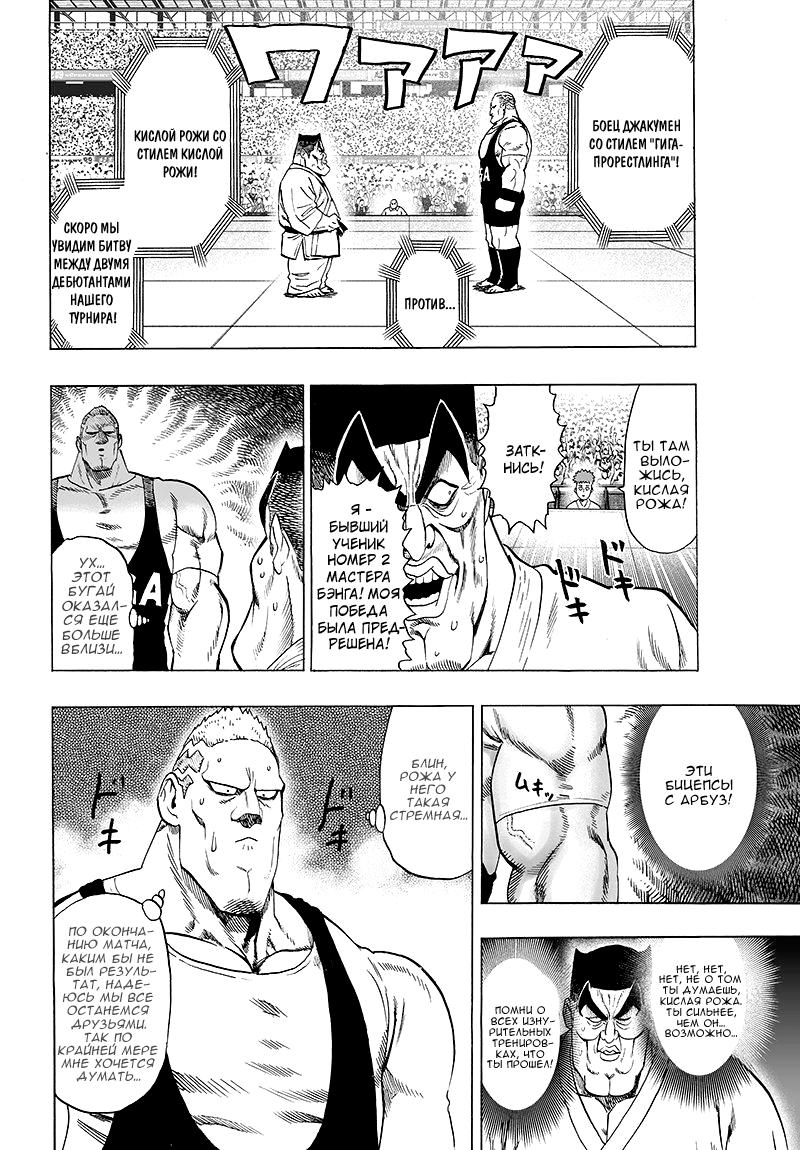 ワァァァ
БОЕЦ ДЖАКУМЕН
СО СТИЛЕМ "ГИГА-
ПРОРЕСТЛИНГА"!
ПРОТИВ...
КИСЛОЙ РОЖИ СО
СТИЛЕМ КИСЛОЙ
РОЖИ!
СКОРО МЫ
УВИДИМ БИТВУ
МЕЖДУ ДВУМЯ
ДЕБЮТАНТАМИ
НАШЕГО
ТУРНИРА!
ТЫ ТАМ
ВЫЛО-
ЖИСЬ,
КИСЛАЯ
РОЖА!
ЗАТК-
НИСЬ!
Я -
БЫВШИЙ
УЧЕНИК
НОМЕР 2
МАСТЕРА
БЭНГА! МОЯ
ПОБЕДА
БЫЛА ПРЕД-
РЕШЕНА!
ドキ
УХ...
ЭТОТ
БУГАЙ
ОКАЗАЛ-
СЯ ЕЩЕ
БОЛЬШЕ
ВБЛИЗИ...
ЭТИ
БИЦЕПСЫ
С АРБУЗ!
ムキッ
НЕТ, НЕТ,
НЕТ, НЕ О ТОМ
ТЫ ДУМАЕШЬ,
КИСЛАЯ РОЖА.
ТЫ СИЛЬНЕЕ,
ЧЕМ ОН...
ВОЗМОЖНО...
ПОМНИ О
ВСЕХ ИЗНУ-
РИТЕЛЬНЫХ
ТРЕНИРОВ-
КАХ, ЧТО
ТЫ ПРОШЕЛ!
БЛИН,
РОЖА У
НЕГО
ТАКАЯ
СТРЕМНАЯ...
ドキ
ドキ
ПО ОКОНЧА-
НИЮ МАТЧА,
КАКИМ БЫ НЕ
БЫЛ РЕЗУЛЬ-
ТАТ, НАДЕ-
ЮСЬ МЫ ВСЕ
ОСТАНЕМСЯ
ДРУЗЬЯМИ.
ТАК ПО
КРАЙНЕЙ МЕРЕ
МНЕ ХОЧЕТСЯ
ДУМАТЬ...